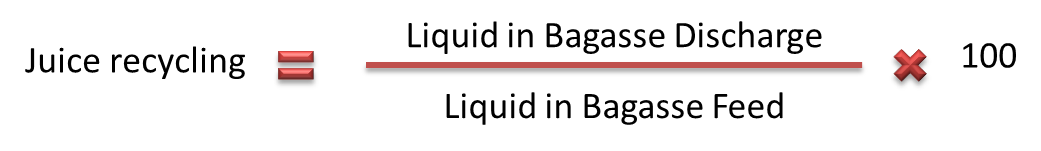 Liquid in Bagasse Discharge
Juice recycling = × 100
Liquid in Bagasse Feed